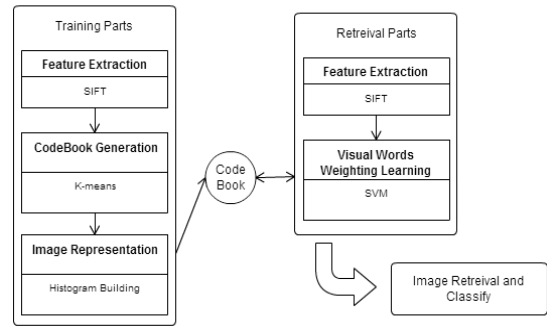 Training Parts
Feature Extraction
SIFT
CodeBook Generation
K-means
Image Representation
Histogram Building
Code
Book
Retreival Parts
Feature Extraction
SIFT
Visual Words
Weighting Learning
SVM
Image Retreival and
Classify